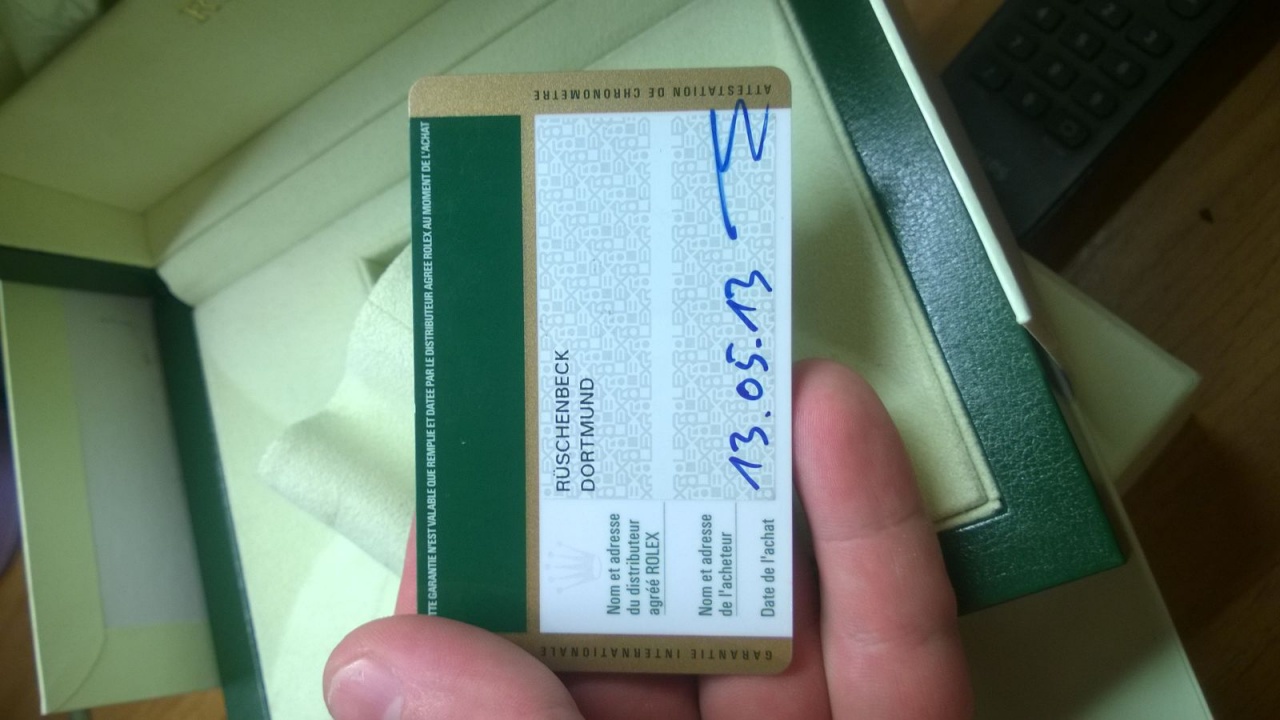 ATTESTATION DE CHRONOMETRE
TTE GARANTIE N'EST VALABLE QUE REMPLIE ET DATEE PAR LE DISTRIBUTEUR AGREE ROLEX AU MOMENT DE L'ACHAT
RÜSCHENBECK
DORTMUND
Nom et adresse
du distributeur
agréé ROLEX
Nom et adresse
de l'acheteur
Date de l'achat
13.05.13
GARANTIE INTERNATIONALE